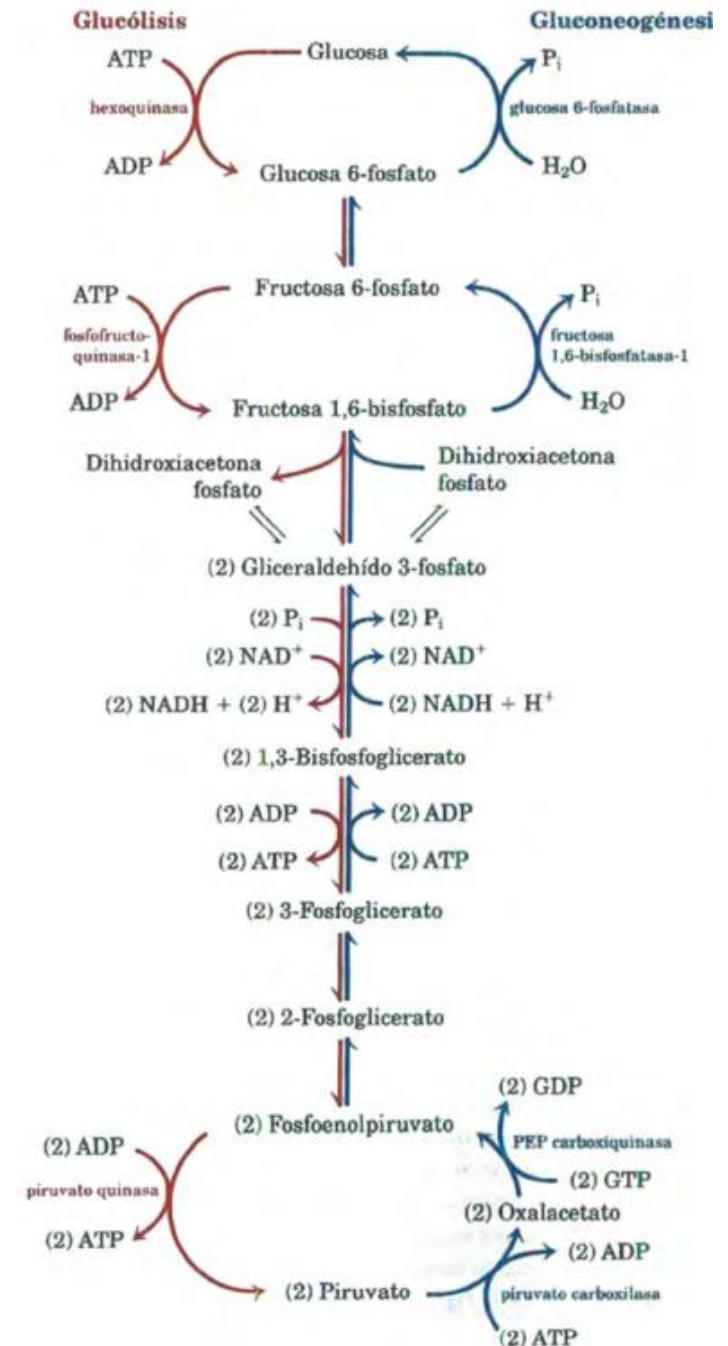 Glucólisis
Gluconeogénesi
ATP
Glucosa
P_i
hexoquinasa
glucosa 6-fosfatasa
ADP
Glucosa 6-fosfato
H₂O
ATP
Fructosa 6-fosfato
P_i
fosfofructo-
quinasa-1
fructosa
1,6-bisfosfatasa-1
ADP
Fructosa 1,6-bisfosfato
H₂O
Dihidroxiacetona
fosfato
Dihidroxiacetona
fosfato
(2) Gliceraldehído 3-fosfato
(2) P_i
(2) P_i
(2) NAD⁺
(2) NAD⁺
(2) NADH + (2) H⁺
(2) NADH + H⁺
(2) 1,3-Bisfosfoglicerato
(2) ADP
(2) ADP
(2) ATP
(2) ATP
(2) 3-Fosfoglicerato
(2) 2-Fosfoglicerato
(2) GDP
(2) Fosfoenolpiruvato
(2) ADP
PEP carboxiquinasa
piruvato quinasa
(2) GTP
(2) Oxalacetato
(2) ATP
(2) ADP
(2) Piruvato
piruvato carboxilasa
(2) ATP